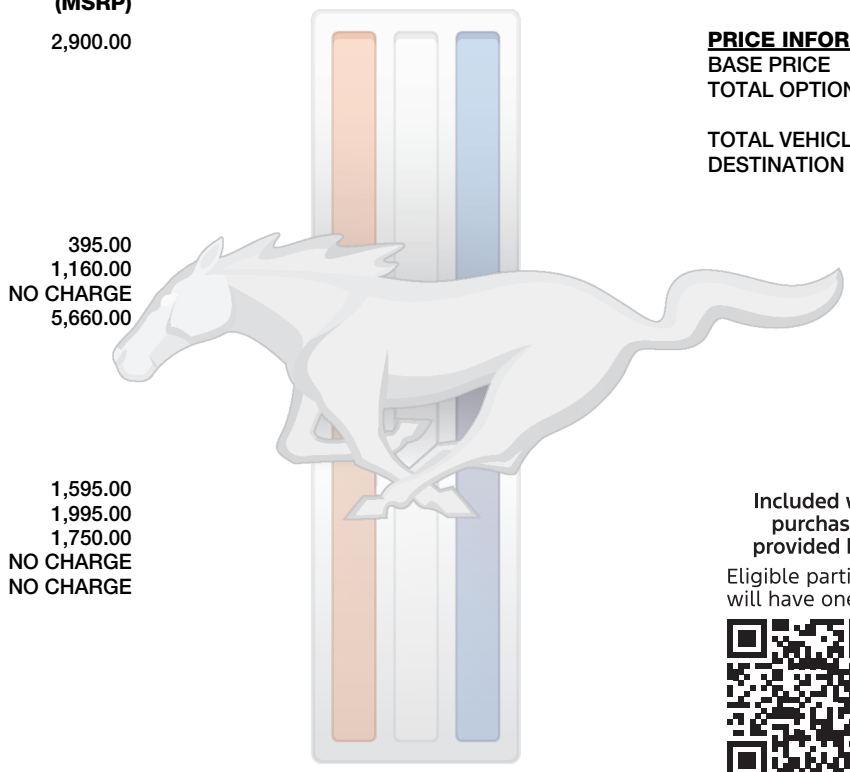 (MSRP)
2,900.00
395.00
1,160.00
NO CHARGE
5,660.00
1,595.00
1,995.00
1,750.00
NO CHARGE
NO CHARGE
PRICE INFOR
BASE PRICE
TOTAL OPTION
TOTAL VEHICL
DESTINATION
Included
purchas
provided
Eligible parti
will have one